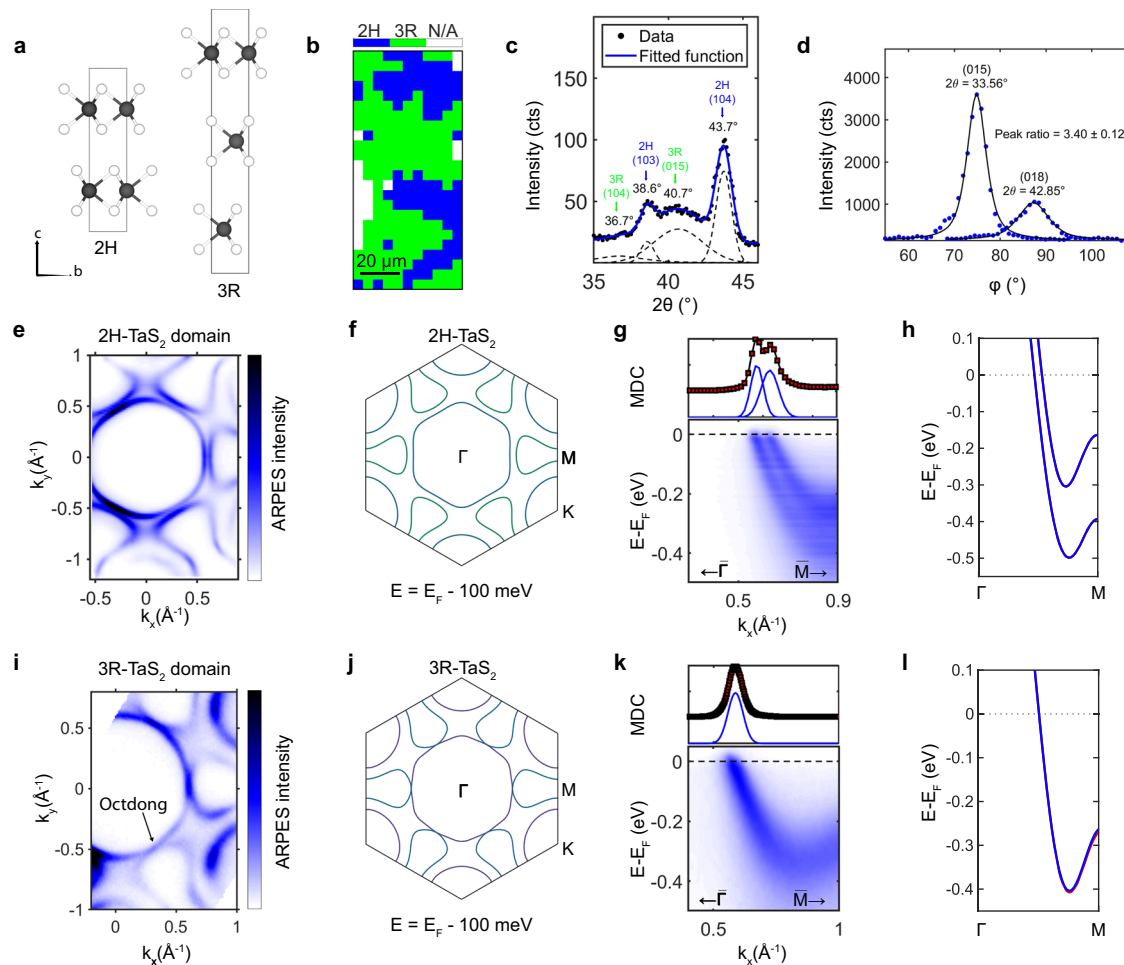 a
c
b
2H
3R
b
2H 3R N/A
20 µm
c
Data
Fitted function
Intensity (cts)
150
100
50
3R
(104)
36.7°
2H
(103)
38.6°
3R
(015)
40.7°
2H
(104)
43.7°
35 40 45
2θ (°)
d
Intensity (cts)
4000
3000
2000
1000
(015)
2θ = 33.56°
Peak ratio = 3.40 ± 0.12
(018)
2θ = 42.85°
60 70 80 90 100
φ (°)
e
2H-TaS2 domain
ky(Å-1)
1
0.5
0
-0.5
-1
-0.5 0 0.5
kx(Å-1)
ARPES intensity
f
2H-TaS2
Γ
M
K
E = EF - 100 meV
g
MDC
E-EF (eV)
0
-0.2
-0.4
←Γ̄
M̄→
0.5 0.9
kx(Å-1)
h
E-EF (eV)
0.1
0
-0.1
-0.2
-0.3
-0.4
-0.5
Γ M
i
3R-TaS2 domain
ky(Å-1)
0.5
0
-0.5
-1
Octdong
0 0.5 1
kx(Å-1)
ARPES intensity
j
3R-TaS2
Γ
M
K
E = EF - 100 meV
k
MDC
E-EF (eV)
0
-0.2
-0.4
←Γ̄
M̄→
0.5 1
kx(Å-1)
l
E-EF (eV)
0.1
0
-0.1
-0.2
-0.3
-0.4
Γ M